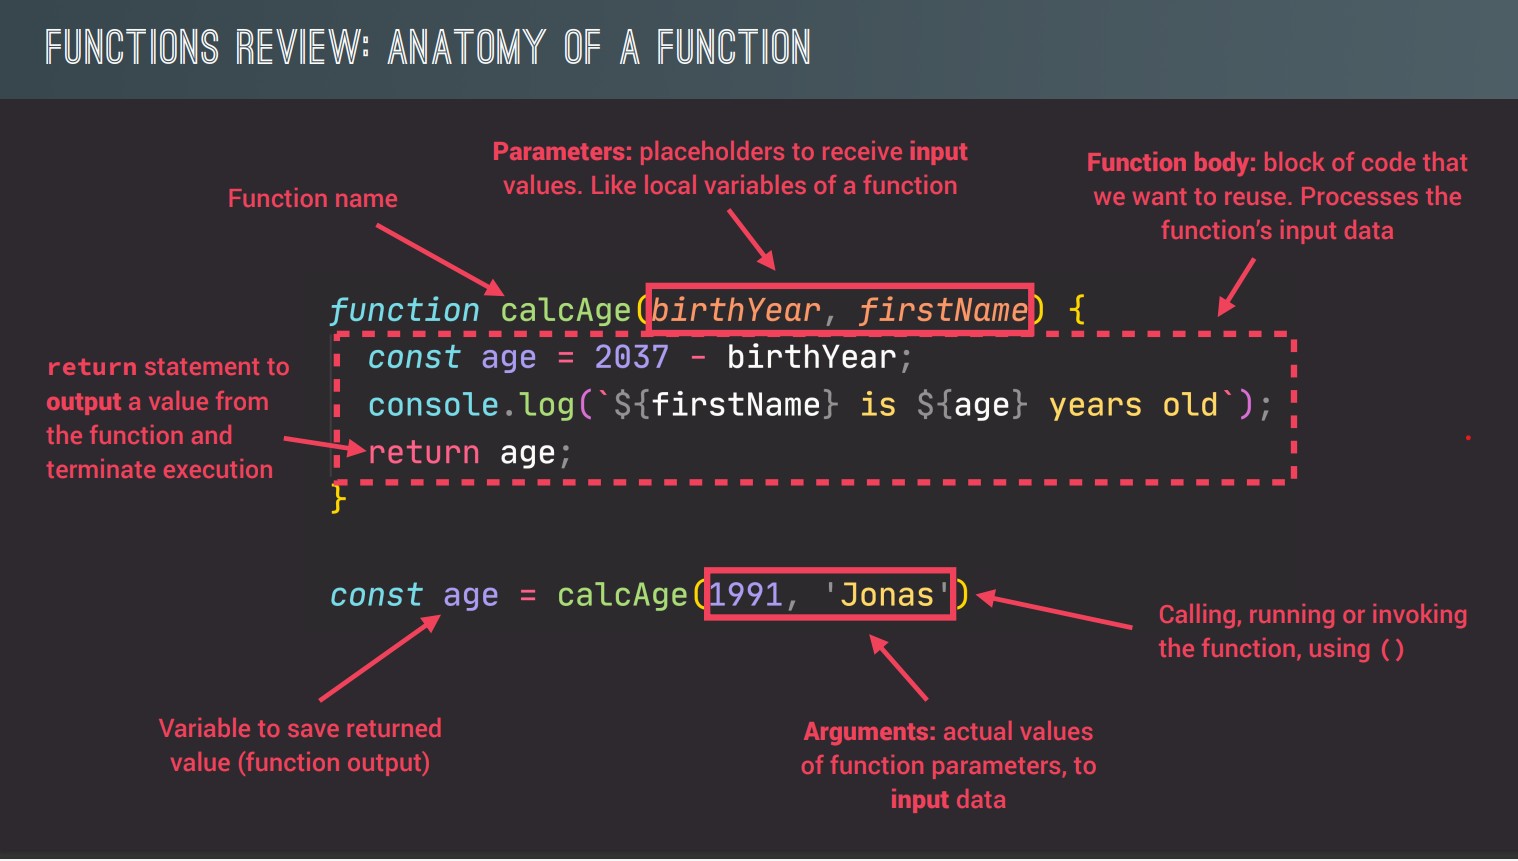 FUNCTIONS REVIEW: ANATOMY OF A FUNCTION
Function name
Parameters: placeholders to receive input
values. Like local variables of a function
Function body: block of code that
we want to reuse. Processes the
function’s input data
function calcAge(birthYear, firstName) {
const age = 2037 - birthYear;
console.log(`${firstName} is ${age} years old`);
return age;
}
return statement to
output a value from
the function and
terminate execution
const age = calcAge(1991, 'Jonas')
Calling, running or invoking
the function, using ()
Variable to save returned
value (function output)
Arguments: actual values
of function parameters, to
input data